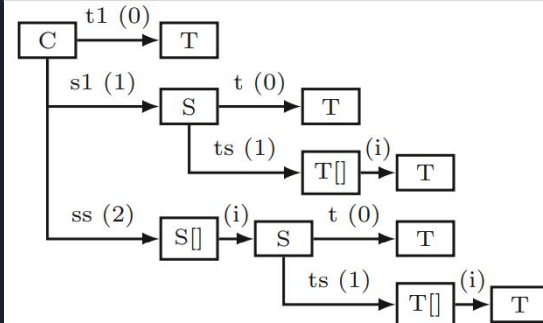 t1 (0)
C T
s1 (1) t (0)
S T
ts (1) (i)
T[] T
ss (2) (i) t (0)
S[] S T
ts (1) (i)
T[] T